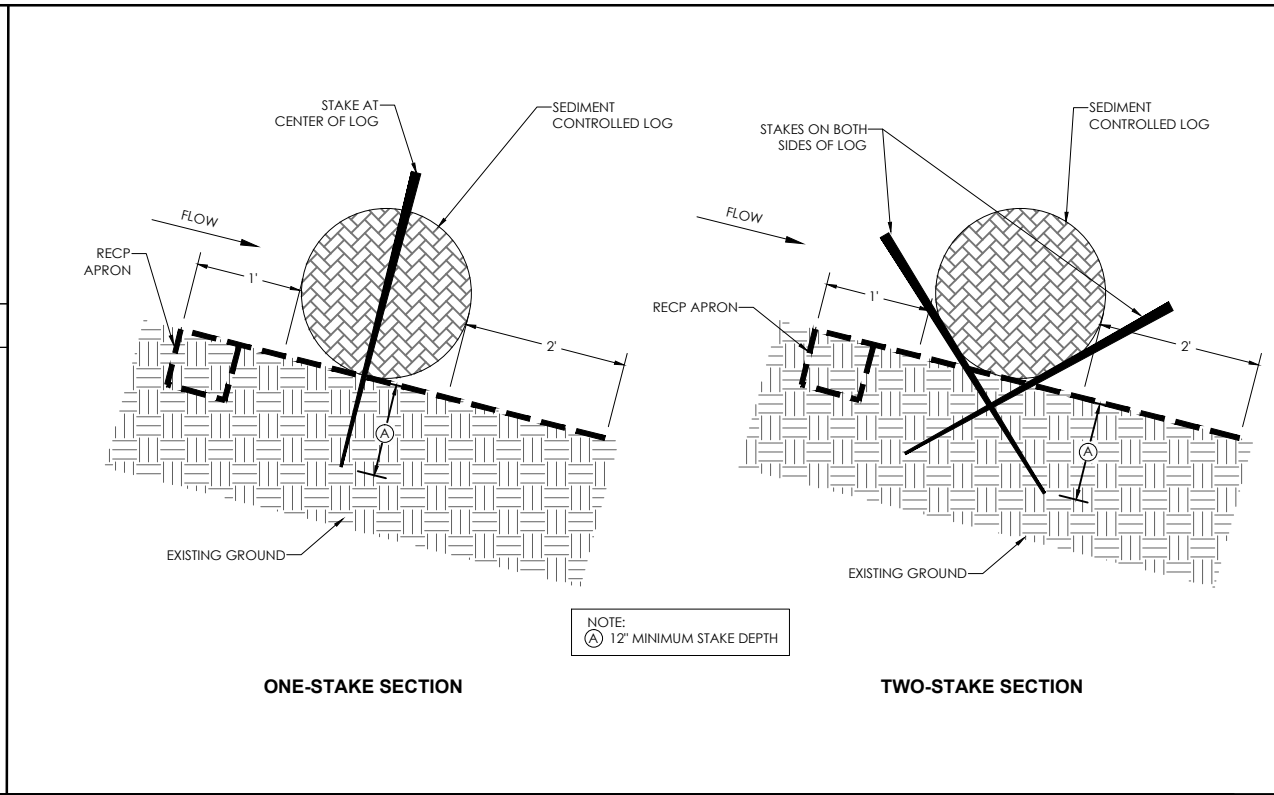 STAKE AT
CENTER OF LOG
SEDIMENT
CONTROLLED LOG
FLOW
RECP
APRON
1'
2'
A
EXISTING GROUND
ONE-STAKE SECTION
STAKES ON BOTH
SIDES OF LOG
SEDIMENT
CONTROLLED LOG
FLOW
RECP APRON
1'
2'
A
EXISTING GROUND
TWO-STAKE SECTION
NOTE:
A 12" MINIMUM STAKE DEPTH